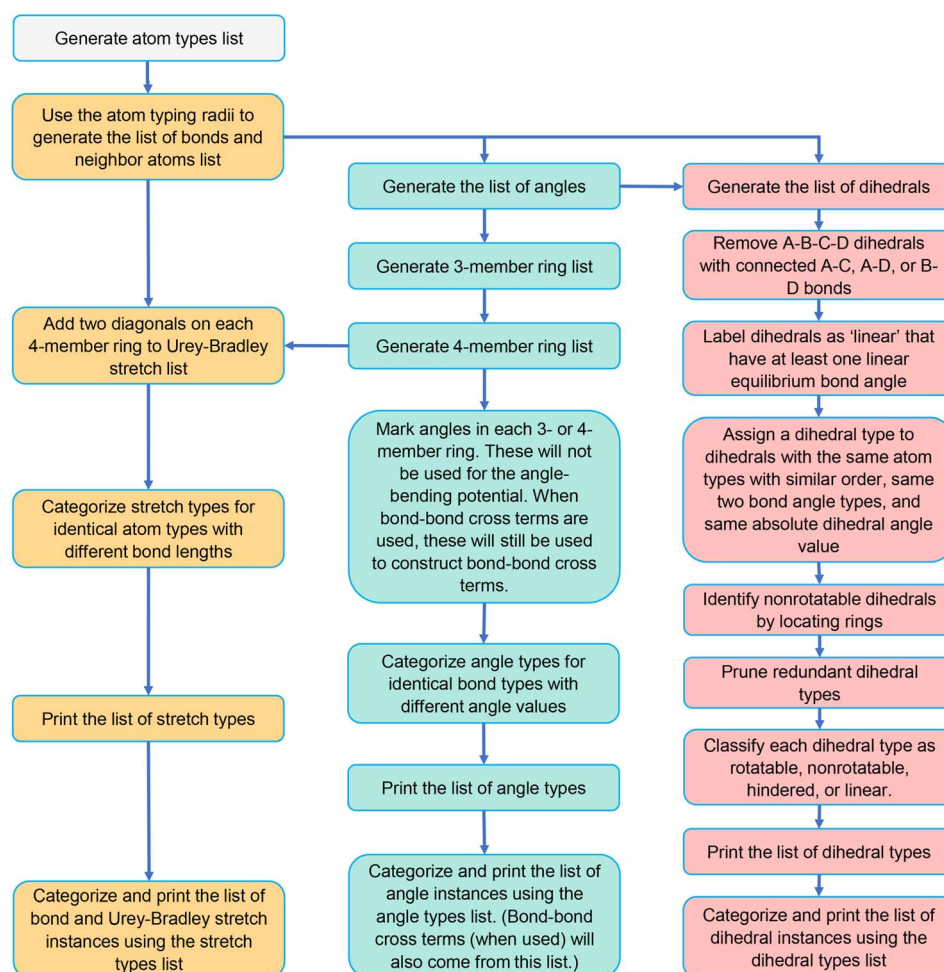 Generate atom types list
Use the atom typing radii to
generate the list of bonds and
neighbor atoms list
Add two diagonals on each
4-member ring to Urey-Bradley
stretch list
Categorize stretch types for
identical atom types with
different bond lengths
Print the list of stretch types
Categorize and print the list of
bond and Urey-Bradley stretch
instances using the stretch
types list
Generate the list of angles
Generate 3-member ring list
Generate 4-member ring list
Mark angles in each 3- or 4-
member ring. These will not
be used for the angle-
bending potential. When
bond-bond cross terms are
used, these will still be used
to construct bond-bond cross
terms.
Categorize angle types for
identical bond types with
different angle values
Print the list of angle types
Categorize and print the list of
angle instances using the
angle types list. (Bond-bond
cross terms (when used) will
also come from this list.)
Generate the list of dihedrals
Remove A-B-C-D dihedrals
with connected A-C, A-D, or B-
D bonds
Label dihedrals as ‘linear’ that
have at least one linear
equilibrium bond angle
Assign a dihedral type to
dihedrals with the same atom
types with similar order, same
two bond angle types, and
same absolute dihedral angle
value
Identify nonrotatable dihedrals
by locating rings
Prune redundant dihedral
types
Classify each dihedral type as
rotatable, nonrotatable,
hindered, or linear.
Print the list of dihedral types
Categorize and print the list of
dihedral instances using the
dihedral types list